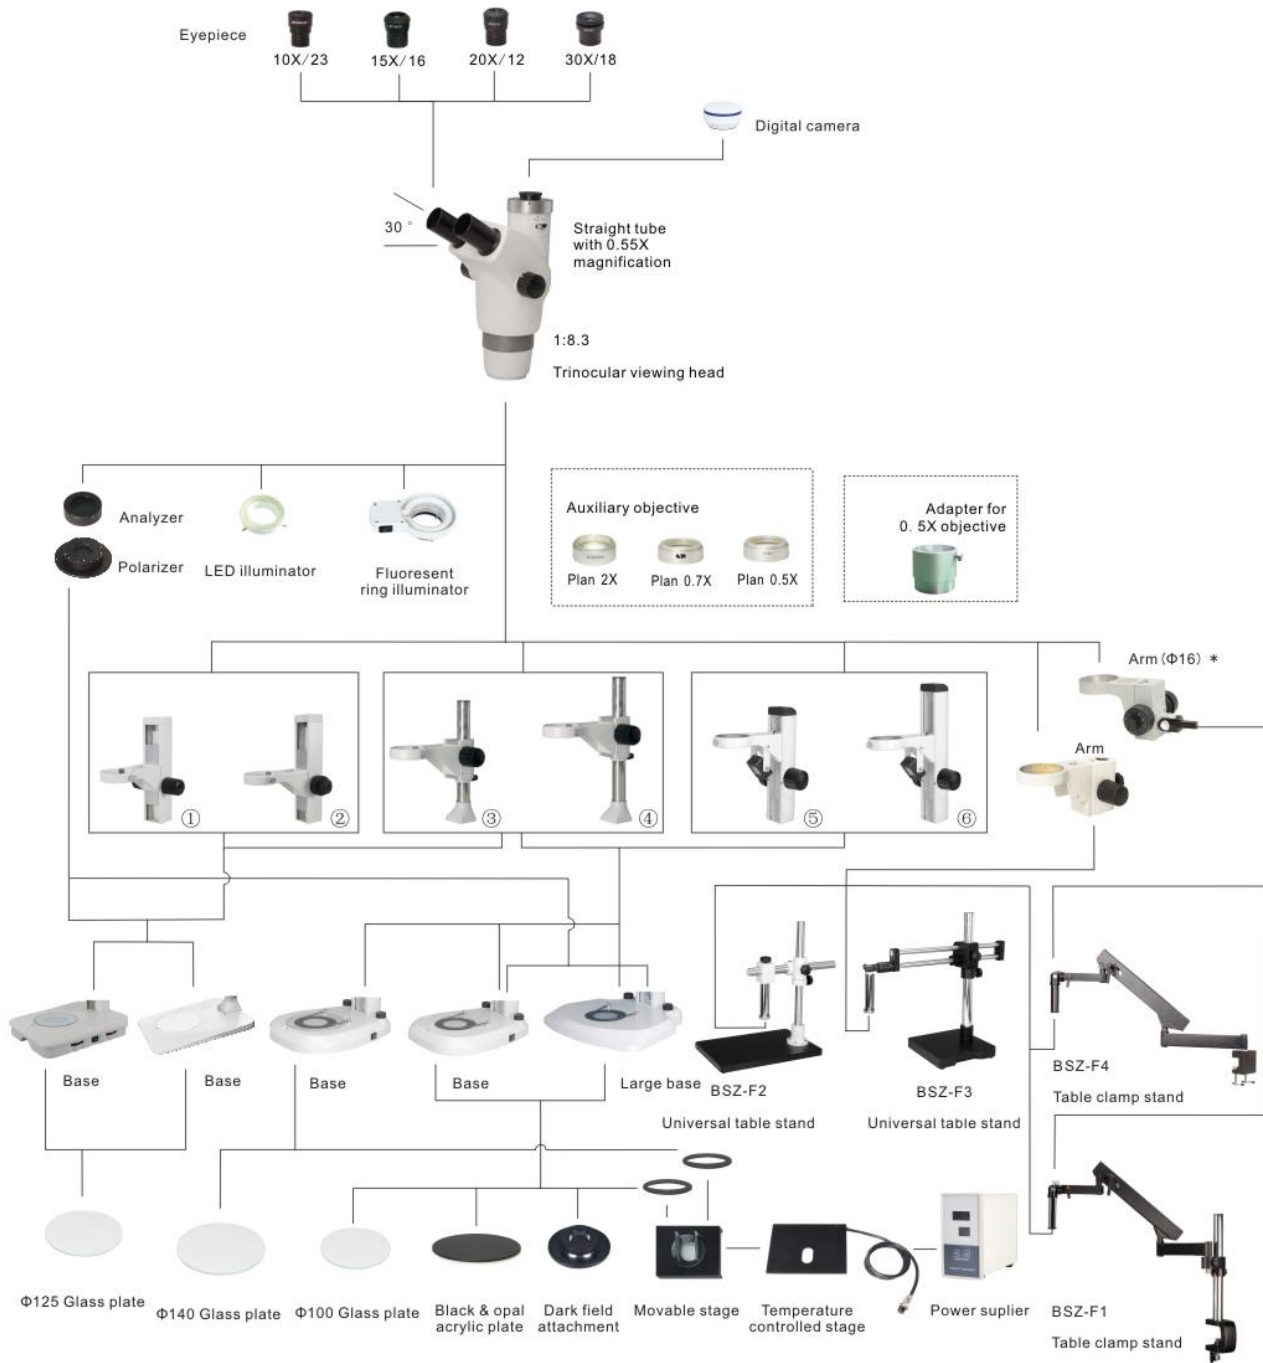 Eyepiece
10X/23
15X/16
20X/12
30X/18
Digital camera
30 °
Straight tube
with 0.55X
magnification
1:8.3
Trinocular viewing head
Analyzer
Polarizer
LED illuminator
Fluoresent
ring illuminator
Auxiliary objective
Plan 2X
Plan 0.7X
Plan 0.5X
Adapter for
0. 5X objective
Arm (Φ16) *
Arm
①
②
③
④
⑤
⑥
Base
Base
Base
Base
Large base
BSZ-F2
Universal table stand
BSZ-F3
Universal table stand
BSZ-F4
Table clamp stand
Φ125 Glass plate
Φ140 Glass plate
Φ100 Glass plate
Black & opal
acrylic plate
Dark field
attachment
Movable stage
Temperature
controlled stage
Power suplier
BSZ-F1
Table clamp stand